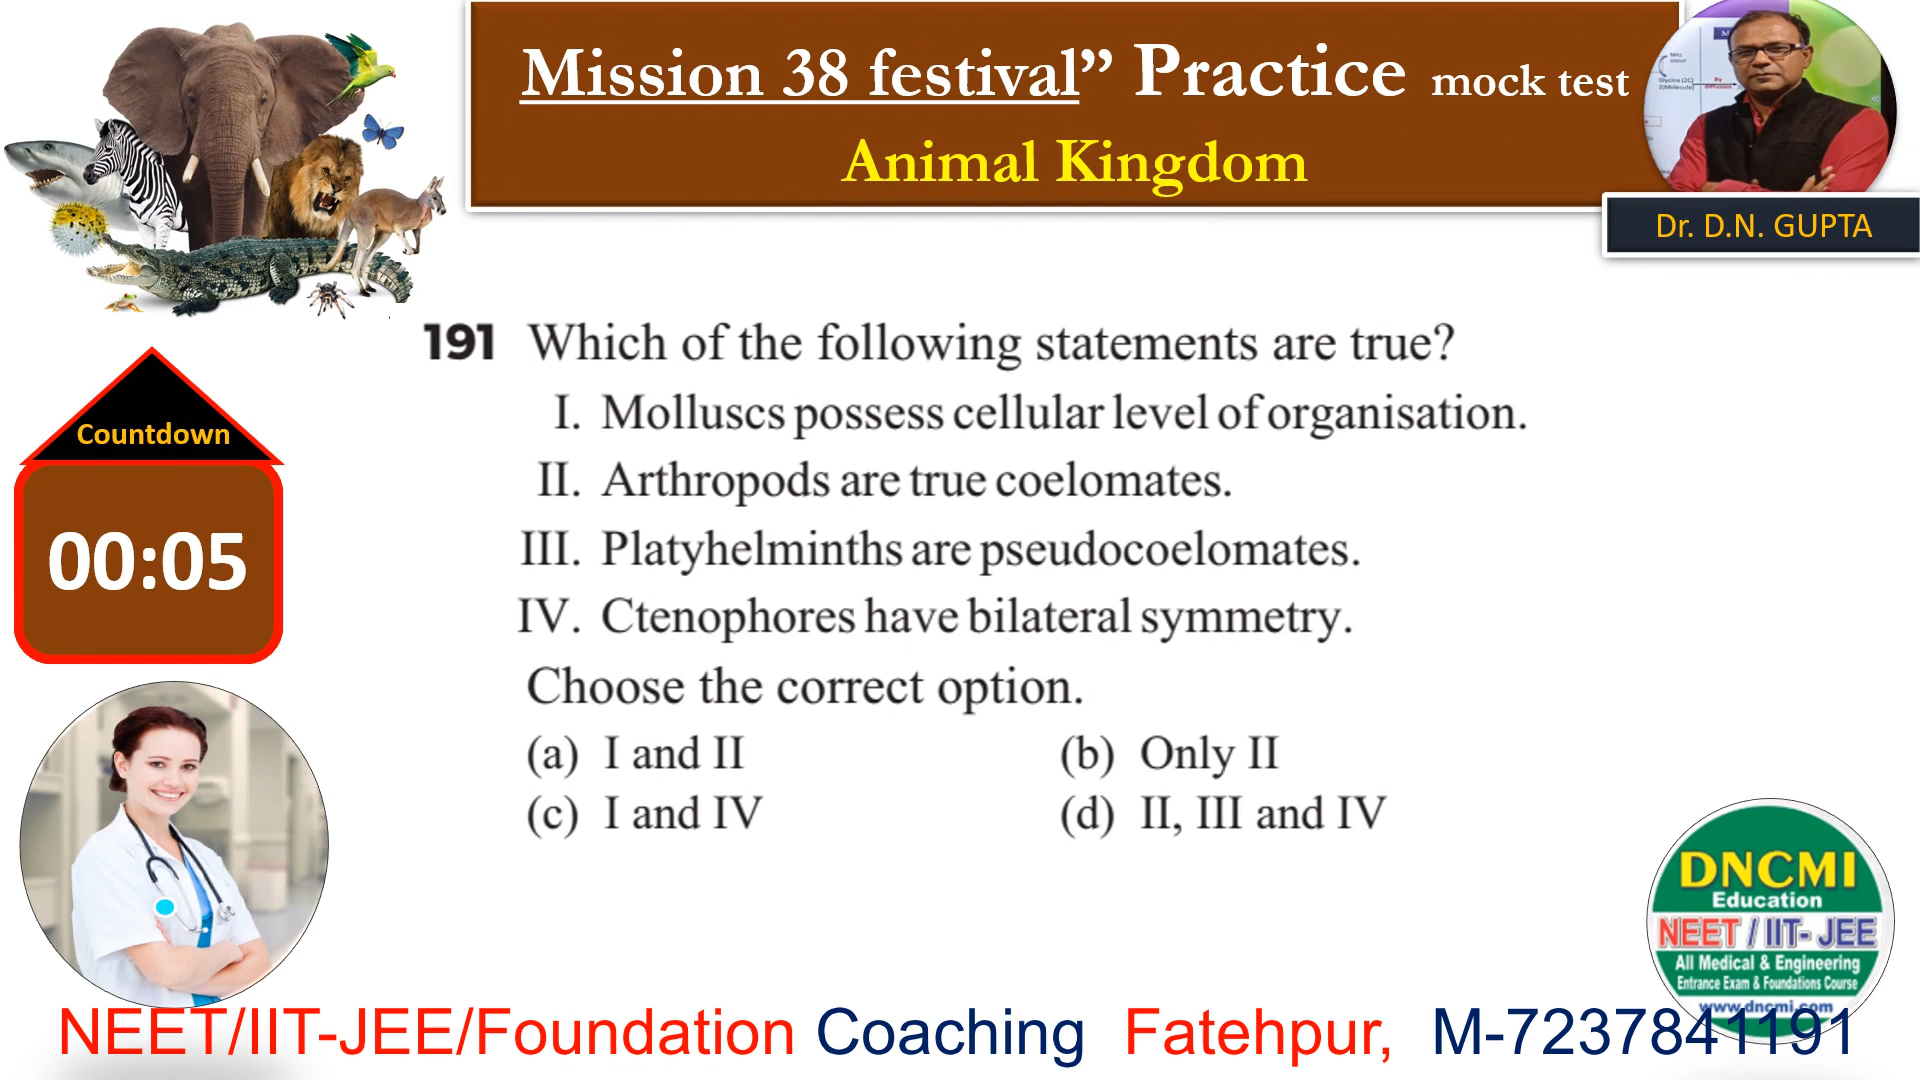 Mission 38 festival” Practice mock test
Animal Kingdom
Dr. D.N. GUPTA
Countdown
00:05
191 Which of the following statements are true?
I. Molluscs possess cellular level of organisation.
II. Arthropods are true coelomates.
III. Platyhelminths are pseudocoelomates.
IV. Ctenophores have bilateral symmetry.
Choose the correct option.
(a) I and II (b) Only II
(c) I and IV (d) II, III and IV
DNCMI
Education
NEET / IIT- JEE
All Medical & Engineering
Entrance Exam & Foundations Course
www.dncmi.com
NEET/IIT-JEE/Foundation Coaching Fatehpur, M-7237841191